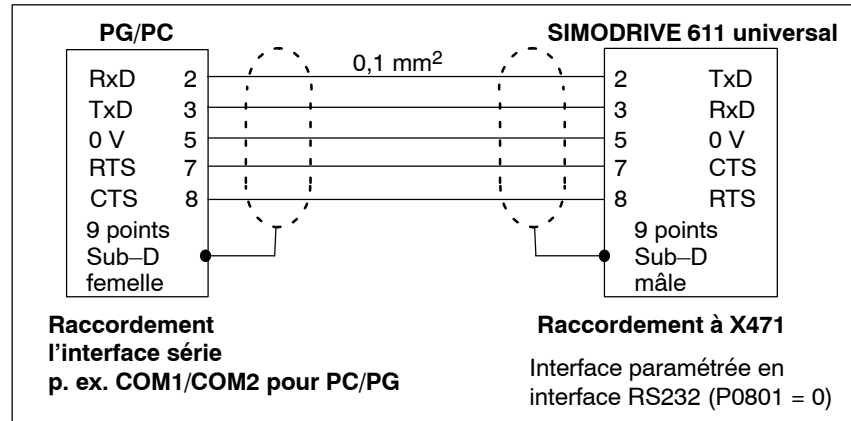 PG/PC
SIMODRIVE 611 universal
0,1 mm²
RxD 2
2 TxD
TxD 3
3 RxD
0 V 5
5 0 V
RTS 7
7 CTS
CTS 8
8 RTS
9 points
Sub–D
femelle
9 points
Sub–D
mâle
Raccordement
l’interface série
p. ex. COM1/COM2 pour PC/PG
Raccordement à X471
Interface paramétrée en
interface RS232 (P0801 = 0)